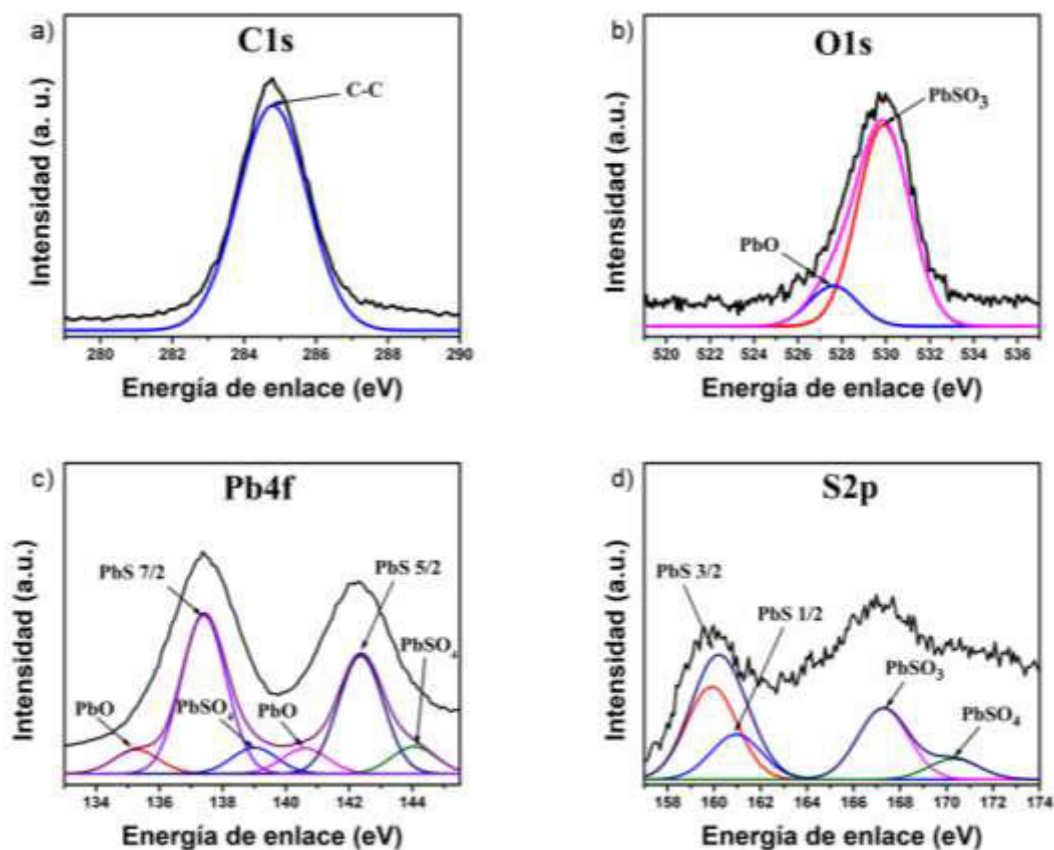 a)
C1s
C-C
Intensidad (a. u.)
280 282 284 286 288 290
Energía de enlace (eV)
b)
O1s
PbSO3
PbO
Intensidad (a.u.)
520 522 524 526 528 530 532 534 536
Energía de enlace (eV)
c)
Pb4f
PbS 7/2
PbS 5/2
PbSO4
PbO
PbSO4
PbO
Intensidad (a.u.)
134 136 138 140 142 144
Energía de enlace (eV)
d)
S2p
PbS 3/2
PbS 1/2
PbSO3
PbSO4
Intensidad (a.u.)
158 160 162 164 166 168 170 172 174
Energía de enlace (eV)